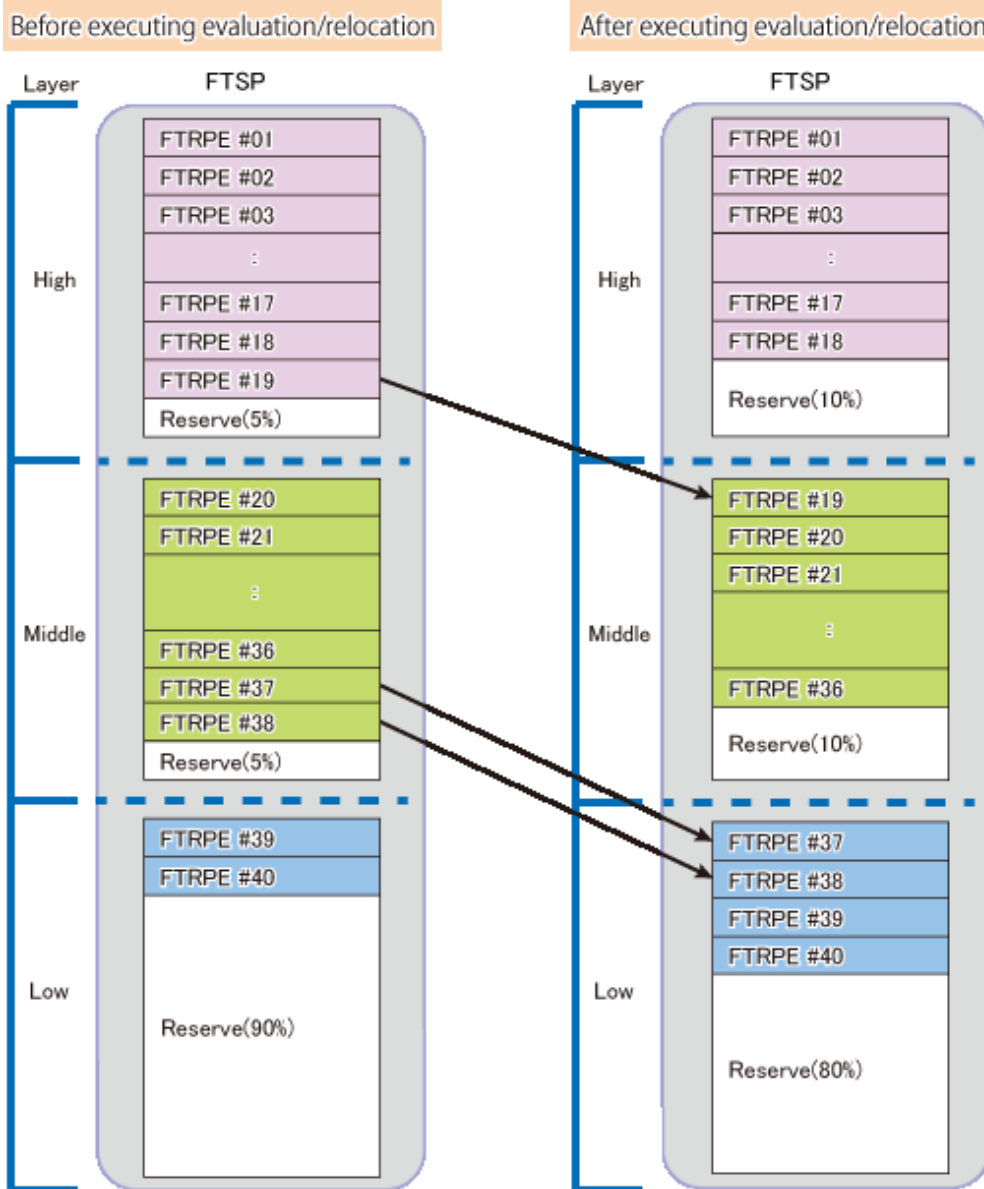 Before executing evaluation/relocation
Layer
FTSP
High
FTRPE #01
FTRPE #02
FTRPE #03
:
FTRPE #17
FTRPE #18
FTRPE #19
Reserve(5%)
Middle
FTRPE #20
FTRPE #21
:
FTRPE #36
FTRPE #37
FTRPE #38
Reserve(5%)
Low
FTRPE #39
FTRPE #40
Reserve(90%)
After executing evaluation/relocation
Layer
FTSP
High
FTRPE #01
FTRPE #02
FTRPE #03
:
FTRPE #17
FTRPE #18
Reserve(10%)
Middle
FTRPE #19
FTRPE #20
FTRPE #21
:
FTRPE #36
Reserve(10%)
Low
FTRPE #37
FTRPE #38
FTRPE #39
FTRPE #40
Reserve(80%)